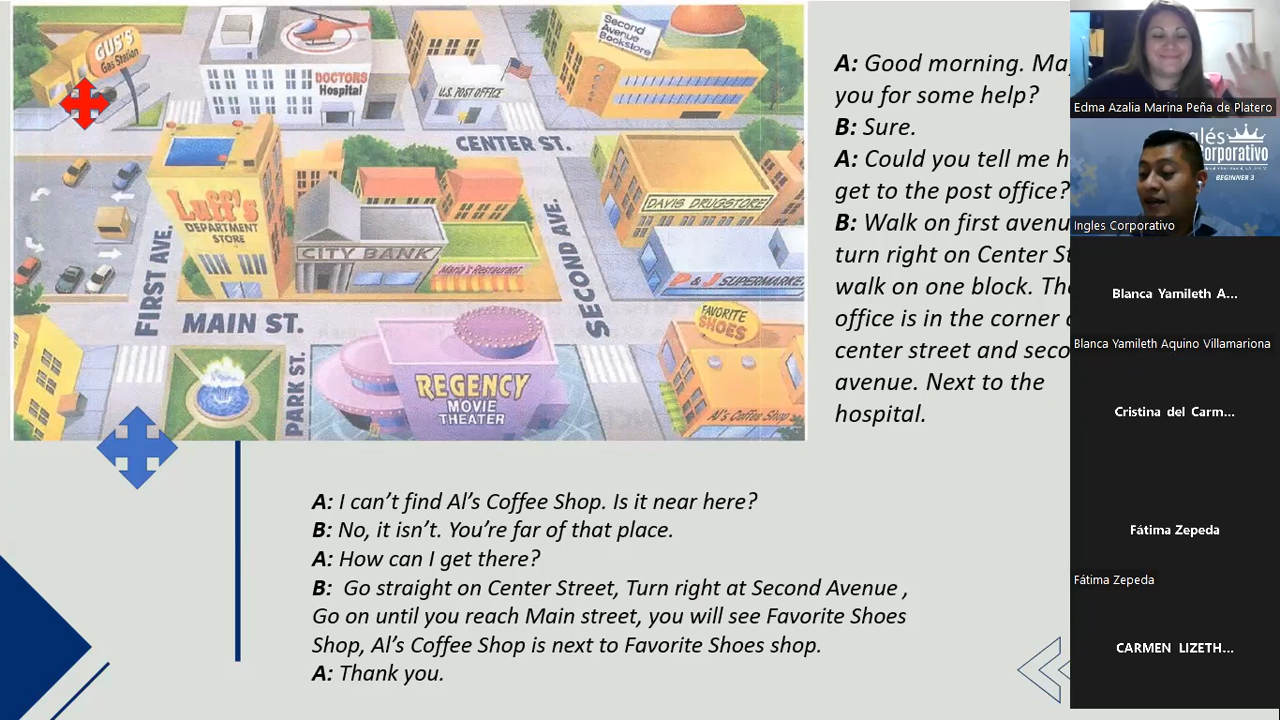 GUS'S
Gas Station
DOCTORS
Hospital
U.S. POST OFFICE
Second
Avenue
Bookstore
CENTER ST.
Luff's
DEPARTMENT
STORE
CITY BANK
Maria's Restaurant
DAVIS DRUGSTORE
P & J SUPERMARKET
FIRST AVE.
SECOND AVE.
MAIN ST.
PARK ST.
REGENCY
MOVIE
THEATER
FAVORITE
SHOES
Al's Coffee Shop
A: Good morning. May
you for some help?
B: Sure.
A: Could you tell me h
get to the post office?
B: Walk on first avenu
turn right on Center St
walk on one block. The
office is in the corner o
center street and seco
avenue. Next to the
hospital.
A: I can't find Al's Coffee Shop. Is it near here?
B: No, it isn't. You're far of that place.
A: How can I get there?
B: Go straight on Center Street, Turn right at Second Avenue ,
Go on until you reach Main street, you will see Favorite Shoes
Shop, Al's Coffee Shop is next to Favorite Shoes shop.
A: Thank you.
Edma Azalia Marina Peña de Platero
inglés
corporativo
BEGINNER 3
Ingles Corporativo
Blanca Yamileth A...
Blanca Yamileth Aquino Villamariona
Cristina del Carm...
Fátima Zepeda
Fátima Zepeda
CARMEN LIZETH...